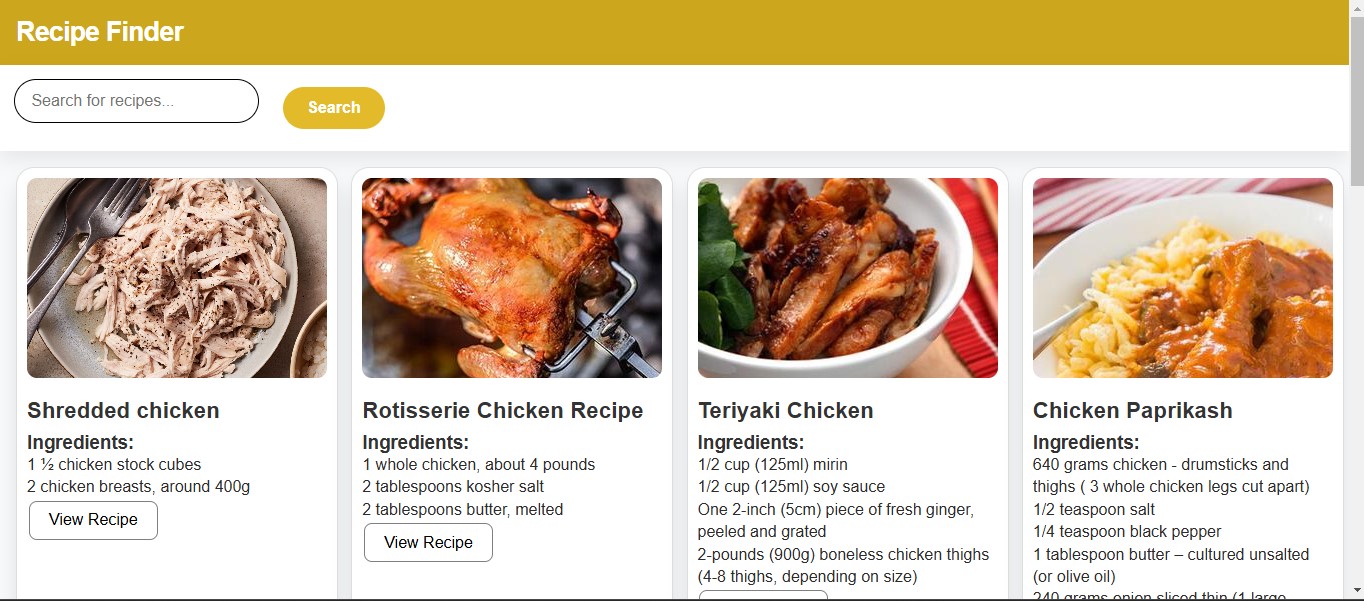 Recipe Finder
Search for recipes...
Search
Shredded chicken
Ingredients:
1 ½ chicken stock cubes
2 chicken breasts, around 400g
View Recipe
Rotisserie Chicken Recipe
Ingredients:
1 whole chicken, about 4 pounds
2 tablespoons kosher salt
2 tablespoons butter, melted
View Recipe
Teriyaki Chicken
Ingredients:
1/2 cup (125ml) mirin
1/2 cup (125ml) soy sauce
One 2-inch (5cm) piece of fresh ginger,
peeled and grated
2-pounds (900g) boneless chicken thighs
(4-8 thighs, depending on size)
Chicken Paprikash
Ingredients:
640 grams chicken - drumsticks and
thighs ( 3 whole chicken legs cut apart)
1/2 teaspoon salt
1/4 teaspoon black pepper
1 tablespoon butter – cultured unsalted
(or olive oil)
240 grams onion sliced thin (1 large